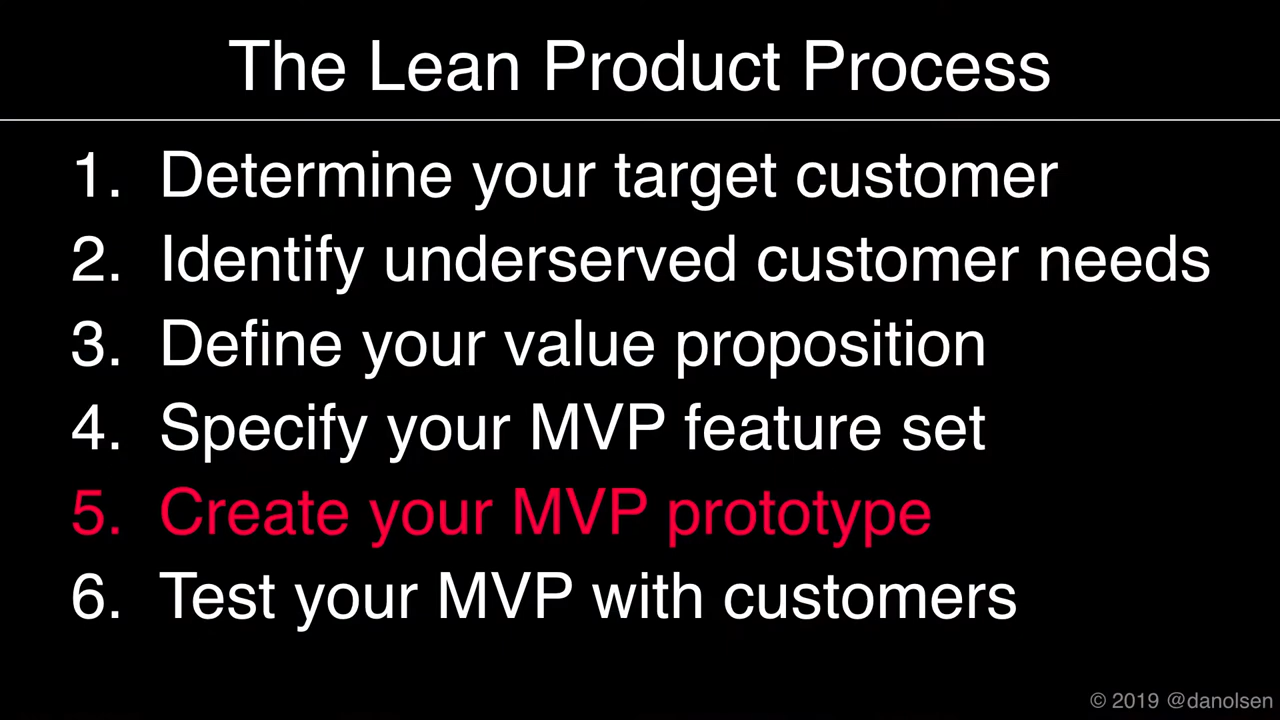 The Lean Product Process
1. Determine your target customer
2. Identify underserved customer needs
3. Define your value proposition
4. Specify your MVP feature set
5. Create your MVP prototype
6. Test your MVP with customers
© 2019 @danolsen